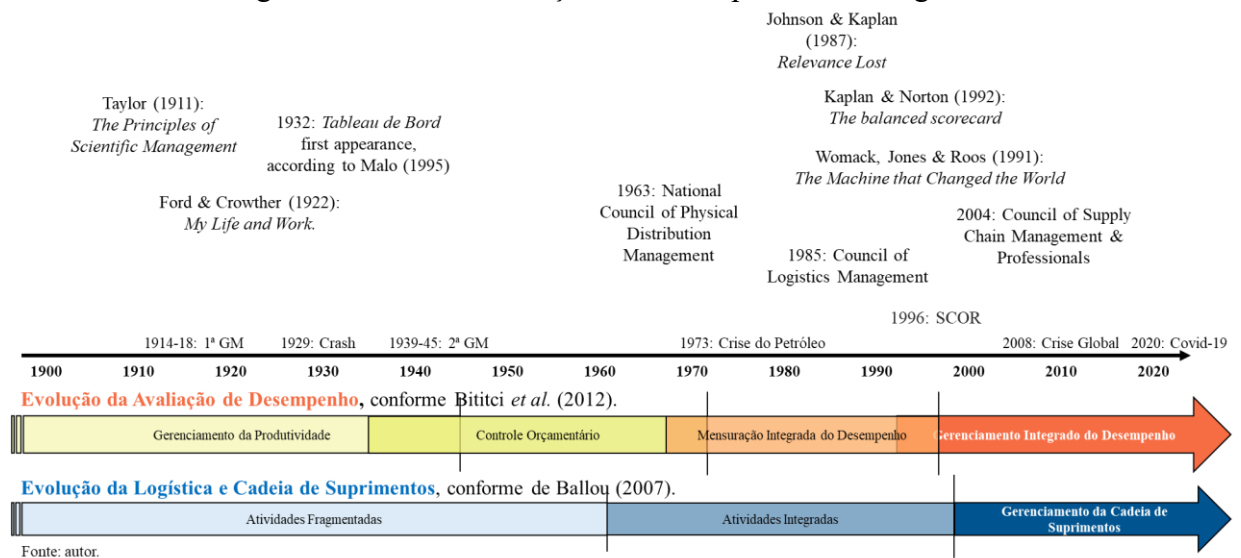 Johnson & Kaplan
(1987):
Relevance Lost
Taylor (1911):
The Principles of
Scientific Management
1932: Tableau de Bord
first appearance,
according to Malo (1995)
Kaplan & Norton (1992):
The balanced scorecard
Womack, Jones & Roos (1991):
The Machine that Changed the World
Ford & Crowther (1922):
My Life and Work.
1963: National
Council of Physical
Distribution
Management
2004: Council of Supply
Chain Management &
Professionals
1985: Council of
Logistics Management
1996: SCOR
1914-18: 1ª GM 1929: Crash 1939-45: 2ª GM 1973: Crise do Petróleo 2008: Crise Global 2020: Covid-19
1900 1910 1920 1930 1940 1950 1960 1970 1980 1990 2000 2010 2020
Evolução da Avaliação de Desempenho, conforme Bititci et al. (2012).
Gerenciamento da Produtividade Controle Orçamentário Mensuração Integrada do Desempenho Gerenciamento Integrado do Desempenho
Evolução da Logística e Cadeia de Suprimentos, conforme de Ballou (2007).
Atividades Fragmentadas Atividades Integradas Gerenciamento da Cadeia de
Suprimentos
Fonte: autor.